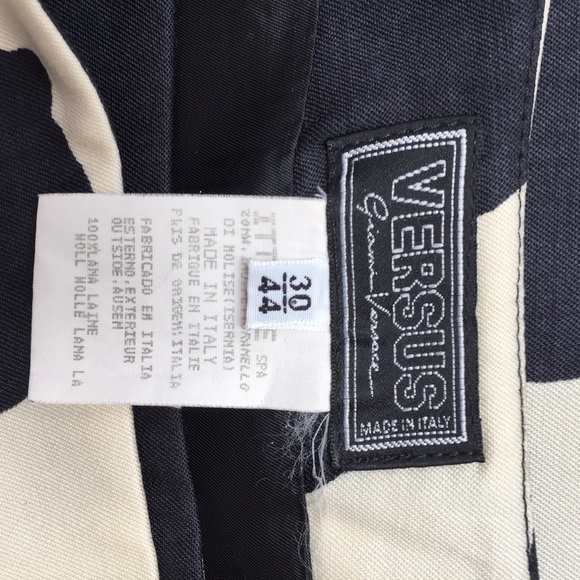 VERSUS
Gianni Versace
MADE IN ITALY
30
44
SPA
DI MOLISE(ISERNIA)
MADE IN ITALY
FABRIQUE EN ITALIE
PAIS DE ORIGEM:ITALIA
FABRICADO EN ITALIA
ESTERNO.EXTERIEUR
OUTSIDE.AUSEN
100%LANA LAINE
WOLL WOLLE LANA LA